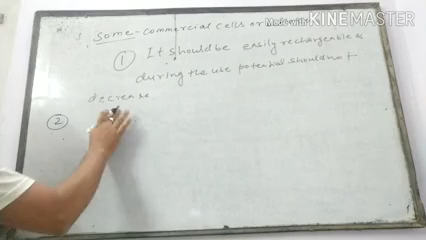 Made with KINEMASTER
3 Some commercial cells or
① It should be easily rechargeable &
during the use potential should not
decrease
②